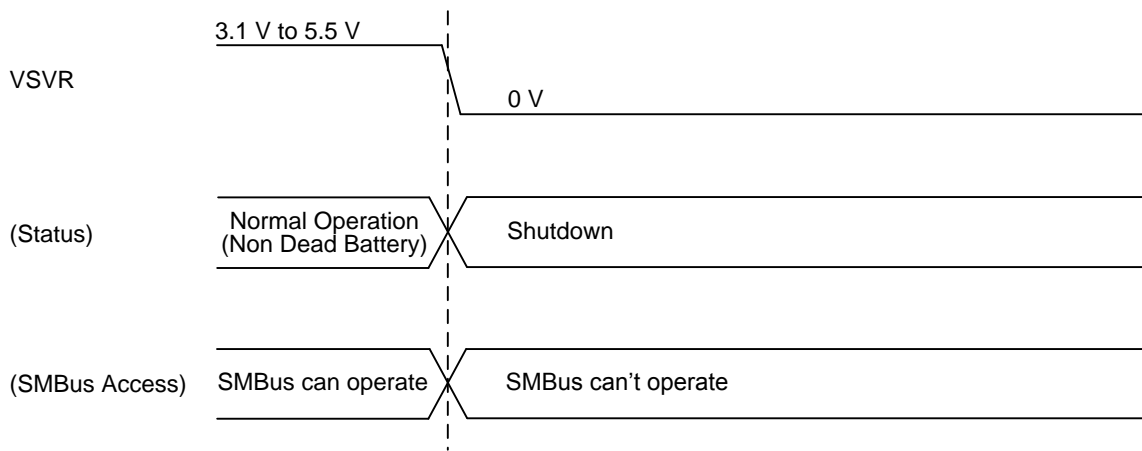 3.1 V to 5.5 V
VSVR
0 V
(Status)
Normal Operation
(Non Dead Battery)
Shutdown
(SMBus Access)
SMBus can operate
SMBus can’t operate